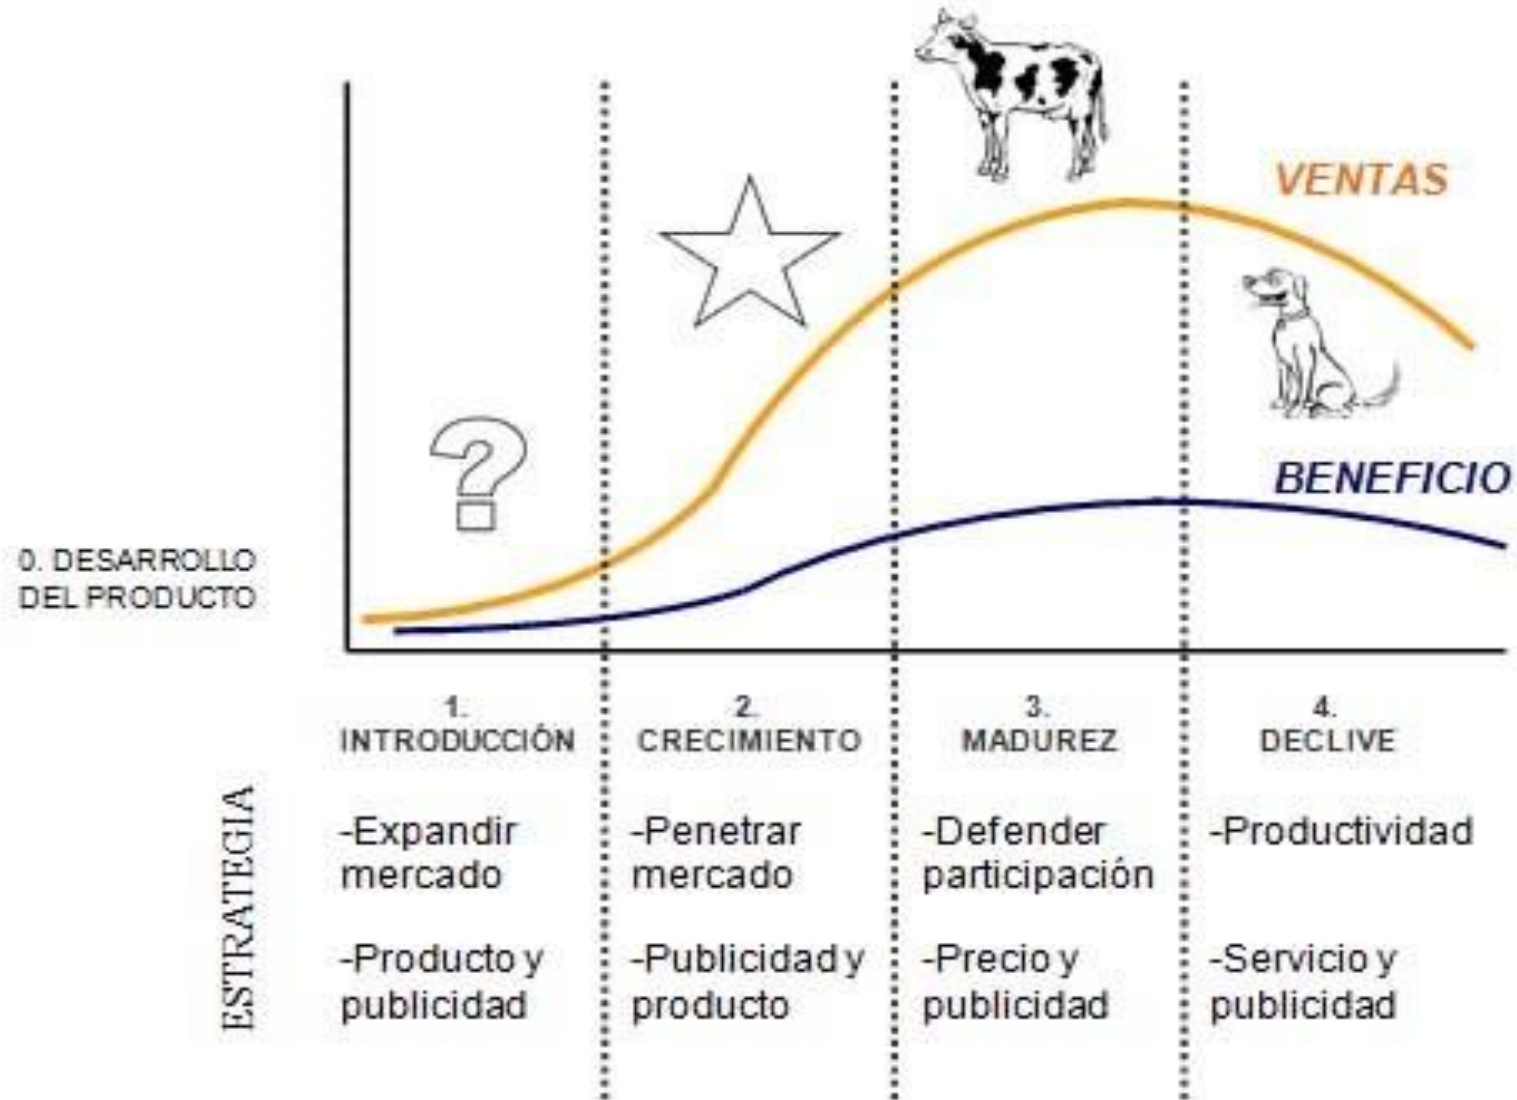 VENTAS
BENEFICIO
0. DESARROLLO
DEL PRODUCTO
1.
INTRODUCCIÓN
2.
CRECIMIENTO
3.
MADUREZ
4.
DECLIVE
ESTRATEGIA
-Expandir
mercado
-Producto y
publicidad
-Penetrar
mercado
-Publicidad y
producto
-Defender
participación
-Precio y
publicidad
-Productividad
-Servicio y
publicidad
?